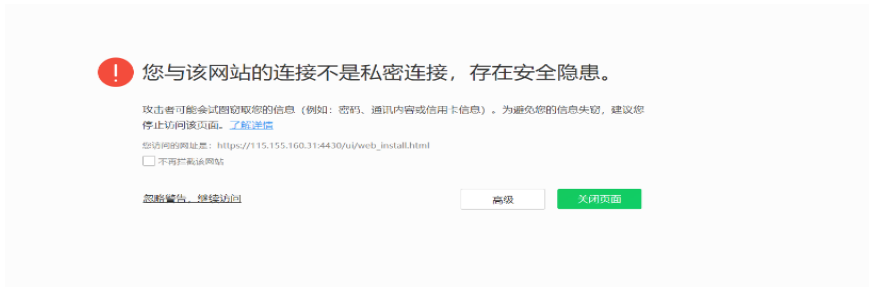 您与该网站的连接不是私密连接，存在安全隐患。
攻击者可能会试图窃取您的信息（例如：密码、通讯内容或信用卡信息）。为避免您的信息失窃，建议您
停止访问该页面。了解详情
您访问的网址是：https://115.155.160.31:4430/ui/web_install.html
不再拦截该网站
忽略警告，继续访问
高级
关闭页面